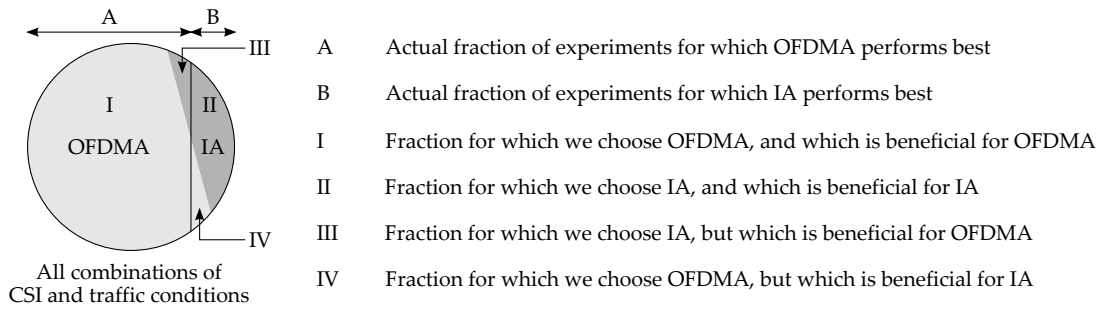 A B
III
I II
OFDMA IA
IV
All combinations of
CSI and traffic conditions
A Actual fraction of experiments for which OFDMA performs best
B Actual fraction of experiments for which IA performs best
I Fraction for which we choose OFDMA, and which is beneficial for OFDMA
II Fraction for which we choose IA, and which is beneficial for IA
III Fraction for which we choose IA, but which is beneficial for OFDMA
IV Fraction for which we choose OFDMA, but which is beneficial for IA